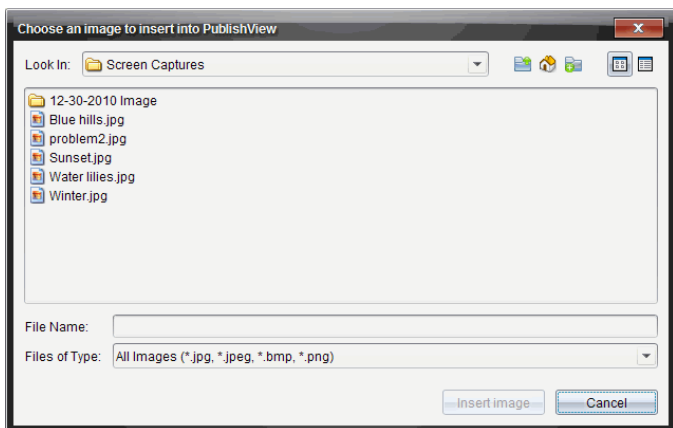 Choose an image to insert into PublishView
Look In: Screen Captures
12-30-2010 Image
Blue hills.jpg
problem2.jpg
Sunset.jpg
Water lilies.jpg
Winter.jpg
File Name:
Files of Type: All Images (*.jpg, *.jpeg, *.bmp, *.png)
Insert image Cancel